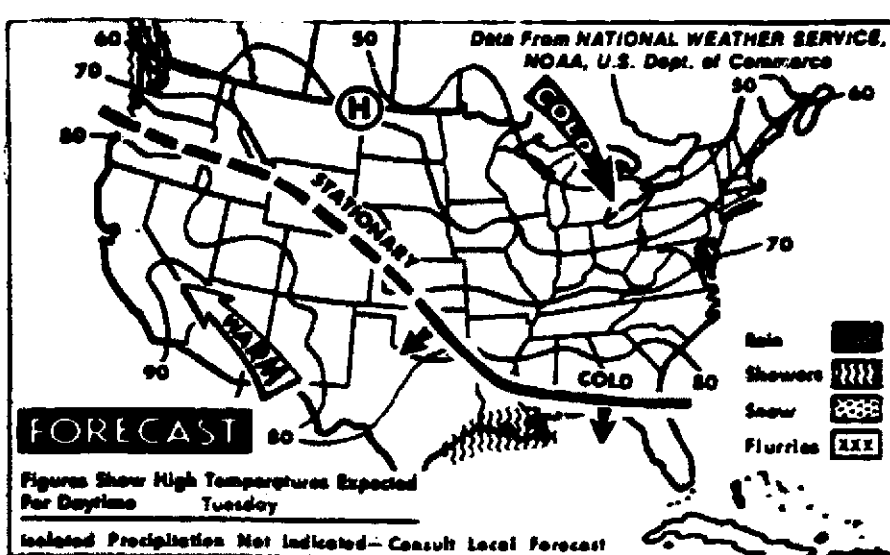 60
50
Data From NATIONAL WEATHER SERVICE,
NOAA, U.S. Dept. of Commerce
70
50
60
80
H
COLD
STATIONARY
70
WARM
90
COLD
80
80
Rain
Showers
Snow
Flurries
FORECAST
Figures Show High Temperatures Expected
For Daytime Tuesday
Isolated Precipitation Not Indicated – Consult Local Forecast